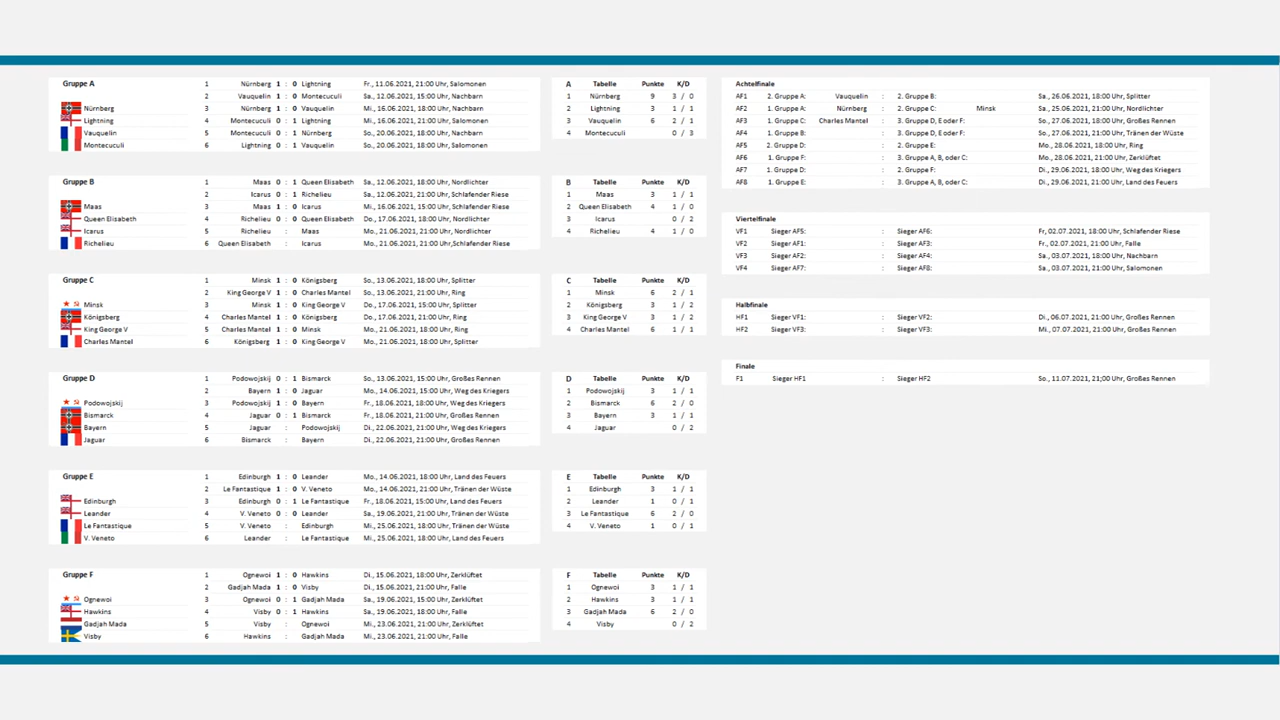 Gruppe A 1 Nürnberg 1 : 0 Lightning Fr., 11.06.2021, 21:00 Uhr, Salomonen
2 Vauquelin 1 : 0 Montecuculi Sa., 12.06.2021, 15:00 Uhr, Nachbarn
Nürnberg 3 Nürnberg 1 : 0 Vauquelin Mi., 16.06.2021, 18:00 Uhr, Nachbarn
Lightning 4 Montecuculi 0 : 1 Lightning Mi., 16.06.2021, 21:00 Uhr, Salomonen
Vauquelin 5 Montecuculi 0 : 1 Nürnberg So., 20.06.2021, 18:00 Uhr, Nachbarn
Montecuculi 6 Lightning 0 : 1 Vauquelin So., 20.06.2021, 18:00 Uhr, Salomonen
A Tabelle Punkte K/D
1 Nürnberg 9 3 / 0
2 Lightning 3 1 / 1
3 Vauquelin 6 2 / 1
4 Montecuculi 0 / 3
Gruppe B 1 Maas 0 : 1 Queen Elisabeth Sa., 12.06.2021, 18:00 Uhr, Nordlichter
2 Icarus 0 : 1 Richelieu Sa., 12.06.2021, 21:00 Uhr, Schlafender Riese
Maas 3 Maas 1 : 0 Icarus Mi., 16.06.2021, 15:00 Uhr, Schlafender Riese
Queen Elisabeth 4 Richelieu 0 : 0 Queen Elisabeth Do., 17.06.2021, 18:00 Uhr, Nordlichter
Icarus 5 Richelieu : Maas Mo., 21.06.2021, 21:00 Uhr, Nordlichter
Richelieu 6 Queen Elisabeth : Icarus Mo., 21.06.2021, 21:00 Uhr,Schlafender Riese
B Tabelle Punkte K/D
1 Maas 3 1 / 1
2 Queen Elisabeth 4 1 / 0
3 Icarus 0 / 2
4 Richelieu 4 1 / 0
Gruppe C 1 Minsk 1 : 0 Königsberg So., 13.06.2021, 18:00 Uhr, Splitter
2 King George V 1 : 0 Charles Mantel So., 13.06.2021, 21:00 Uhr, Ring
Minsk 3 Minsk 1 : 0 King George V Do., 17.06.2021, 15:00 Uhr, Splitter
Königsberg 4 Charles Mantel 1 : 0 Königsberg Do., 17.06.2021, 21:00 Uhr, Ring
King George V 5 Charles Mantel 1 : 0 Minsk Mo., 21.06.2021, 18:00 Uhr, Ring
Charles Mantel 6 Königsberg 1 : 0 King George V Mo., 21.06.2021, 18:00 Uhr, Splitter
C Tabelle Punkte K/D
1 Minsk 6 2 / 1
2 Königsberg 3 1 / 2
3 King George V 3 1 / 2
4 Charles Mantel 6 1 / 1
Gruppe D 1 Podowojskij 0 : 1 Bismarck So., 13.06.2021, 15:00 Uhr, Großes Rennen
2 Bayern 1 : 0 Jaguar Mo., 14.06.2021, 15:00 Uhr, Weg des Kriegers
Podowojskij 3 Podowojskij 1 : 0 Bayern Fr., 18.06.2021, 18:00 Uhr, Weg des Kriegers
Bismarck 4 Jaguar 0 : 1 Bismarck Fr., 18.06.2021, 21:00 Uhr, Großes Rennen
Bayern 5 Jaguar : Podowojskij Di., 22.06.2021, 21:00 Uhr, Weg des Kriegers
Jaguar 6 Bismarck : Bayern Di., 22.06.2021, 21:00 Uhr, Großes Rennen
D Tabelle Punkte K/D
1 Podowojskij 3 1 / 1
2 Bismarck 6 2 / 0
3 Bayern 3 1 / 1
4 Jaguar 0 / 2
Gruppe E 1 Edinburgh 1 : 0 Leander Mo., 14.06.2021, 18:00 Uhr, Land des Feuers
2 Le Fantastique 1 : 0 V. Veneto Mo., 14.06.2021, 21:00 Uhr, Tränen der Wüste
Edinburgh 3 Edinburgh 0 : 1 Le Fantastique Fr., 18.06.2021, 15:00 Uhr, Land des Feuers
Leander 4 V. Veneto 0 : 0 Leander Sa., 19.06.2021, 21:00 Uhr, Tränen der Wüste
Le Fantastique 5 V. Veneto : Edinburgh Mi., 25.06.2021, 18:00 Uhr, Tränen der Wüste
V. Veneto 6 Leander : Le Fantastique Mi., 25.06.2021, 18:00 Uhr, Land des Feuers
E Tabelle Punkte K/D
1 Edinburgh 3 1 / 1
2 Leander 1 0 / 1
3 Le Fantastique 6 2 / 0
4 V. Veneto 1 0 / 1
Gruppe F 1 Ognewoi 1 : 0 Hawkins Di., 15.06.2021, 18:00 Uhr, Zerklüftet
2 Gadjah Mada 1 : 0 Visby Di., 15.06.2021, 21:00 Uhr, Falle
Ognewoi 3 Ognewoi 0 : 1 Gadjah Mada Sa., 19.06.2021, 15:00 Uhr, Zerklüftet
Hawkins 4 Visby 0 : 1 Hawkins Sa., 19.06.2021, 18:00 Uhr, Falle
Gadjah Mada 5 Visby : Ognewoi Mi., 23.06.2021, 21:00 Uhr, Zerklüftet
Visby 6 Hawkins : Gadjah Mada Mi., 23.06.2021, 21:00 Uhr, Falle
F Tabelle Punkte K/D
1 Ognewoi 3 1 / 1
2 Hawkins 3 1 / 1
3 Gadjah Mada 6 2 / 0
4 Visby 0 / 2
Achtelfinale
AF1 2. Gruppe A: Vauquelin : 2. Gruppe B: Sa., 26.06.2021, 18:00 Uhr, Splitter
AF2 1. Gruppe A: Nürnberg : 2. Gruppe C: Minsk Sa., 25.06.2021, 21:00 Uhr, Nordlichter
AF3 1. Gruppe C: Charles Mantel : 3. Gruppe D, E oder F: So., 27.06.2021, 18:00 Uhr, Großes Rennen
AF4 1. Gruppe B: : 3. Gruppe D, E oder F: So., 27.06.2021, 21:00 Uhr, Tränen der Wüste
AF5 2. Gruppe D: : 2. Gruppe E: Mo., 28.06.2021, 18:00 Uhr, Ring
AF6 1. Gruppe F: : 3. Gruppe A, B, oder C: Mo., 28.06.2021, 21:00 Uhr, Zerklüftet
AF7 1. Gruppe D: : 2. Gruppe F: Di., 29.06.2021, 18:00 Uhr, Weg des Kriegers
AF8 1. Gruppe E: : 3. Gruppe A, B, oder C: Di., 29.06.2021, 21:00 Uhr, Land des Feuers
Viertelfinale
VF1 Sieger AF5: : Sieger AF6: Fr, 02.07.2021, 18:00 Uhr, Schlafender Riese
VF2 Sieger AF1: : Sieger AF3: Fr., 02.07.2021, 21:00 Uhr, Falle
VF3 Sieger AF2: : Sieger AF4: Sa., 03.07.2021, 18:00 Uhr, Nachbarn
VF4 Sieger AF7: : Sieger AF8: Sa., 03.07.2021, 21:00 Uhr, Salomonen
Halbfinale
HF1 Sieger VF1: : Sieger VF2: Di., 06.07.2021, 21:00 Uhr, Großes Rennen
HF2 Sieger VF3: : Sieger VF3: Mi., 07.07.2021, 21:00 Uhr, Großes Rennen
Finale
F1 Sieger HF1 : Sieger HF2 So., 11.07.2021, 21:00 Uhr, Großes Rennen